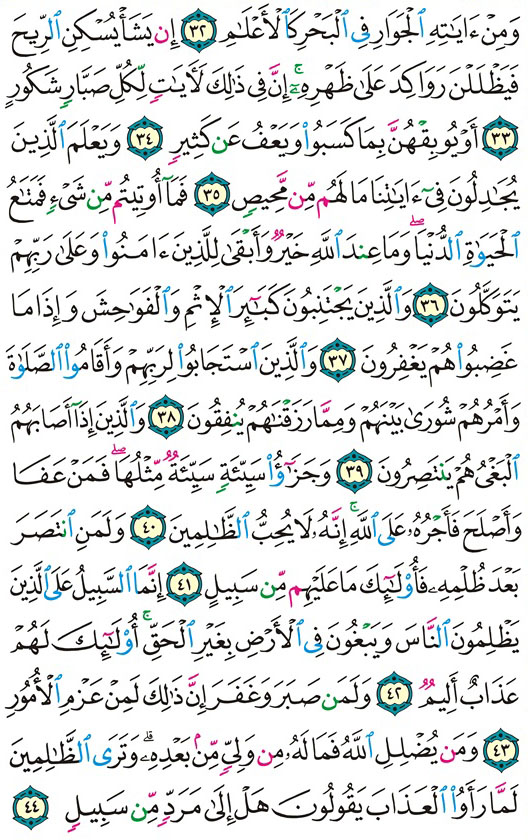 وَمِنْ ءَايَٰتِهِ ٱلْجَوَارِ فِى ٱلْبَحْرِ كَٱلْأَعْلَٰمِ ٣٢ إِن يَشَأْ يُسْكِنِ ٱلرِّيحَ
فَيَظْلَلْنَ رَوَاكِدَ عَلَىٰ ظَهْرِهِۦٓ ۚ إِنَّ فِى ذَٰلِكَ لَـَٔايَٰتٍ لِّكُلِّ صَبَّارٍ شَكُورٍ
٣٣ أَوْ يُوبِقْهُنَّ بِمَا كَسَبُوا۟ وَيَعْفُ عَن كَثِيرٍ ٣٤ وَيَعْلَمَ ٱلَّذِينَ
يُجَٰدِلُونَ فِىٓ ءَايَٰتِنَا مَا لَهُم مِّن مَّحِيصٍ ٣٥ فَمَآ أُوتِيتُم مِّن شَىْءٍ فَمَتَٰعُ
ٱلْحَيَوٰةِ ٱلدُّنْيَا ۖ وَمَا عِندَ ٱللَّهِ خَيْرٌ وَأَبْقَىٰ لِلَّذِينَ ءَامَنُوا۟ وَعَلَىٰ رَبِّهِمْ
يَتَوَكَّلُونَ ٣٦ وَٱلَّذِينَ يَجْتَنِبُونَ كَبَٰٓئِرَ ٱلْإِثْمِ وَٱلْفَوَٰحِشَ وَإِذَا مَا
غَضِبُوا۟ هُمْ يَغْفِرُونَ ٣٧ وَٱلَّذِينَ ٱسْتَجَابُوا۟ لِرَبِّهِمْ وَأَقَامُوا۟ ٱلصَّلَوٰةَ
وَأَمْرُهُمْ شُورَىٰ بَيْنَهُمْ وَمِمَّا رَزَقْنَٰهُمْ يُنفِقُونَ ٣٨ وَٱلَّذِينَ إِذَآ أَصَابَهُمُ
ٱلْبَغْىُ هُمْ يَنتَصِرُونَ ٣٩ وَجَزَٰٓؤُا۟ سَيِّئَةٍ سَيِّئَةٌ مِّثْلُهَا ۖ فَمَنْ عَفَا
وَأَصْلَحَ فَأَجْرُهُۥ عَلَى ٱللَّهِ ۚ إِنَّهُۥ لَا يُحِبُّ ٱلظَّٰلِمِينَ ٤٠ وَلَمَنِ ٱنتَصَرَ
بَعْدَ ظُلْمِهِۦ فَأُو۟لَٰٓئِكَ مَا عَلَيْهِم مِّن سَبِيلٍ ٤١ إِنَّمَا ٱلسَّبِيلُ عَلَى ٱلَّذِينَ
يَظْلِمُونَ ٱلنَّاسَ وَيَبْغُونَ فِى ٱلْأَرْضِ بِغَيْرِ ٱلْحَقِّ ۚ أُو۟لَٰٓئِكَ لَهُمْ
عَذَابٌ أَلِيمٌ ٤٢ وَلَمَن صَبَرَ وَغَفَرَ إِنَّ ذَٰلِكَ لَمِنْ عَزْمِ ٱلْأُمُورِ
٤٣ وَمَن يُضْلِلِ ٱللَّهُ فَمَا لَهُۥ مِن وَلِىٍّ مِّنۢ بَعْدِهِۦ ۗ وَتَرَى ٱلظَّٰلِمِينَ
لَمَّا رَأَوُا۟ ٱلْعَذَابَ يَقُولُونَ هَلْ إِلَىٰ مَرَدٍّ مِّن سَبِيلٍ ٤٤